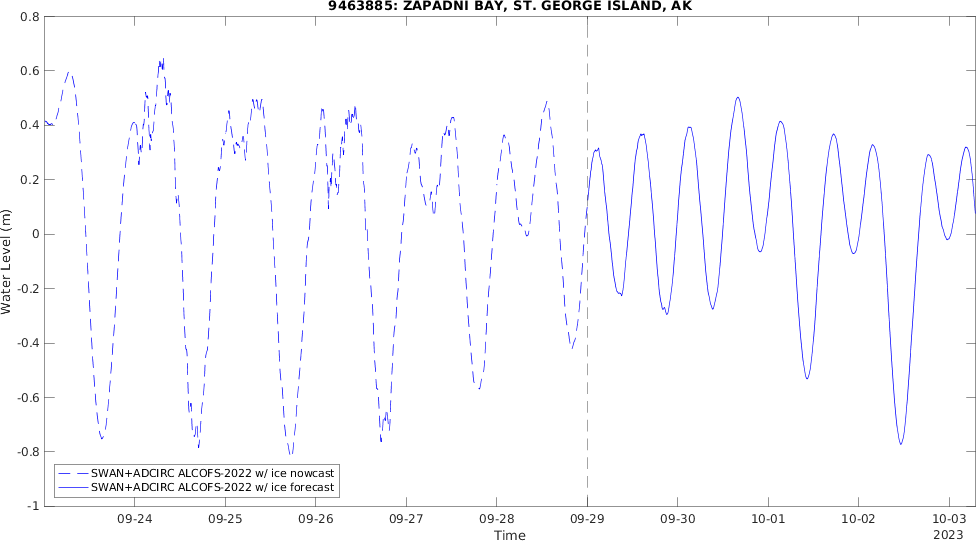 9463885: ZAPADNI BAY, ST. GEORGE ISLAND, AK
0.8
0.6
0.4
0.2
0
-0.2
-0.4
-0.6
-0.8
-1
Water Level (m)
SWAN+ADCIRC ALCOFS-2022 w/ ice nowcast
SWAN+ADCIRC ALCOFS-2022 w/ ice forecast
09-24 09-25 09-26 09-27 09-28 09-29 09-30 10-01 10-02 10-03
2023
Time